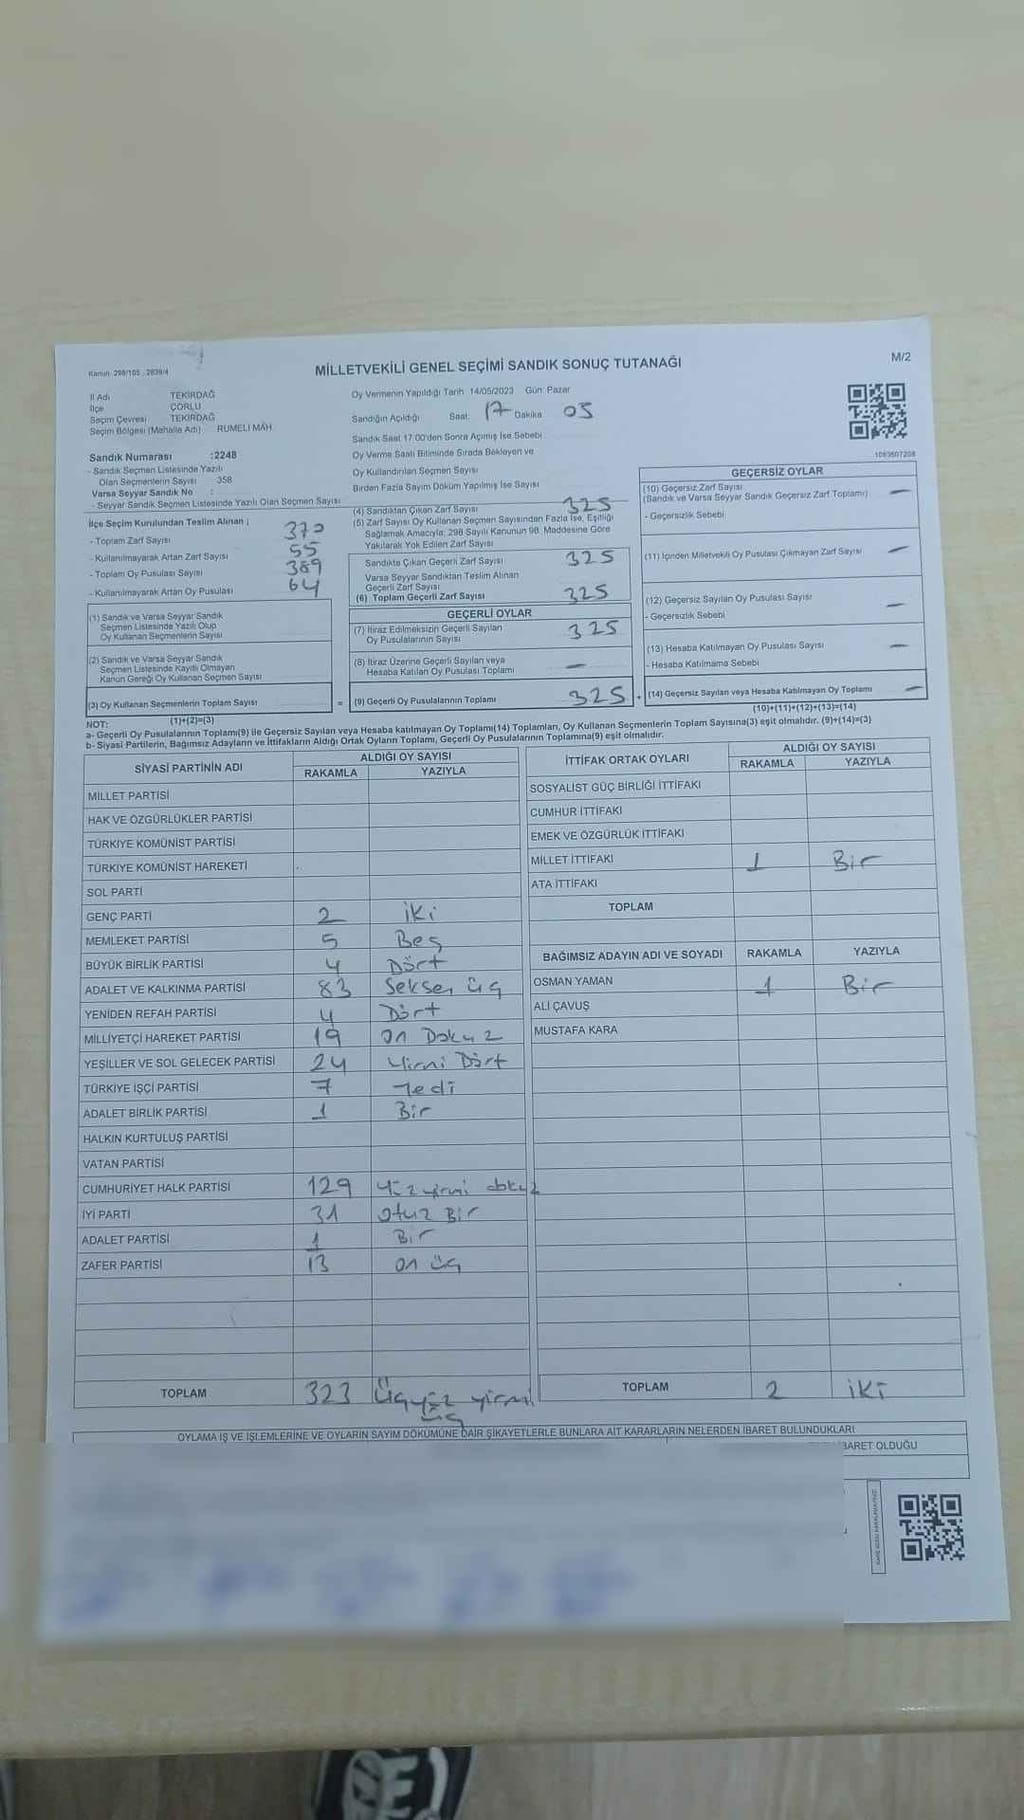 Kanun: 298/105 , 2839/4
MİLLETVEKİLİ GENEL SEÇİMİ SANDIK SONUÇ TUTANAĞI
M/2
İl Adı TEKİRDAĞ
İlçe ÇORLU
Seçim Çevresi TEKİRDAĞ
Seçim Bölgesi (Mahalle Adı) RUMELİ MAH.
Oy Vermenin Yapıldığı Tarih 14/05/2023 Gün: Pazar
Sandığın Açıldığı Saat: 17 Dakika 05
Sandık Saat 17:00'den Sonra Açımış İse Sebebi
Oy Verme Saati Bitiminde Sırada Bekleyen ve
Oy Kullandırılan Seçmen Sayısı
Birden Fazla Sayım Döküm Yapılmış İse Sayısı
1083607208
Sandık Numarası :2248
- Sandık Seçmen Listesinde Yazılı
Olan Seçmenlerin Sayısı 358
Varsa Seyyar Sandık No :
- Seyyar Sandık Seçmen Listesinde Yazılı Olan Seçmen Sayısı
İlçe Seçim Kurulundan Teslim Alınan ;
- Toplam Zarf Sayısı 370
- Kullanılmayarak Artan Zarf Sayısı 55
- Toplam Oy Pusulası Sayısı 389
- Kullanılmayarak Artan Oy Pusulası 64
(1) Sandık ve Varsa Seyyar Sandık
Seçmen Listesinde Yazılı Olup
Oy Kullanan Seçmenlerin Sayısı
(2) Sandık ve Varsa Seyyar Sandık
Seçmen Listesinde Kayıtlı Olmayan
Kanun Gereği Oy Kullanan Seçmen Sayısı
(3) Oy Kullanan Seçmenlerin Toplam Sayısı =
(1)+(2)=(3)
(4) Sandıktan Çıkan Zarf Sayısı 325
(5) Zarf Sayısı Oy Kullanan Seçmen Sayısından Fazla İse, Eşitliği
Sağlamak Amacıyla; 298 Sayılı Kanunun 98. Maddesine Göre
Yakılarak Yok Edilen Zarf Sayısı
Sandıkta Çıkan Geçerli Zarf Sayısı 325
Varsa Seyyar Sandıktan Teslim Alınan
Geçerli Zarf Sayısı
(6) Toplam Geçerli Zarf Sayısı 325
GEÇERLİ OYLAR
(7) İtiraz Edilmeksizin Geçerli Sayılan
Oy Pusulalarının Sayısı 325
(8) İtiraz Üzerine Geçerli Sayılan veya
Hesaba Katılan Oy Pusulası Toplamı —
(9) Geçerli Oy Pusulalarının Toplamı 325
GEÇERSİZ OYLAR
(10) Geçersiz Zarf Sayısı
(Sandık ve Varsa Seyyar Sandık Geçersiz Zarf Toplamı) —
- Geçersizlik Sebebi
(11) İçinden Milletvekili Oy Pusulası Çıkmayan Zarf Sayısı —
(12) Geçersiz Sayılan Oy Pusulası Sayısı —
- Geçersizlik Sebebi
(13) Hesaba Katılmayan Oy Pusulası Sayısı
- Hesaba Katılmama Sebebi
(14) Geçersiz Sayılan veya Hesaba Katılmayan Oy Toplamı —
(10)+(11)+(12)+(13)=(14)
NOT:
a- Geçerli Oy Pusulalarının Toplamı(9) ile Geçersiz Sayılan veya Hesaba katılmayan Oy Toplamı(14) Toplamları, Oy Kullanan Seçmenlerin Toplam Sayısına(3) eşit olmalıdır. (9)+(14)=(3)
b- Siyasi Partilerin, Bağımsız Adayların ve İttifakların Aldığı Ortak Oyların Toplamı, Geçerli Oy Pusulalarının Toplamına(9) eşit olmalıdır.
SİYASİ PARTİNİN ADI ALDIĞI OY SAYISI
RAKAMLA YAZIYLA
MİLLET PARTİSİ
HAK VE ÖZGÜRLÜKLER PARTİSİ
TÜRKİYE KOMÜNİST PARTİSİ
TÜRKİYE KOMÜNİST HAREKETİ
SOL PARTİ
GENÇ PARTİ 2 iki
MEMLEKET PARTİSİ 5 Beş
BÜYÜK BİRLİK PARTİSİ 4 Dört
ADALET VE KALKINMA PARTİSİ 83 Seksen üç
YENİDEN REFAH PARTİSİ 4 Dört
MİLLİYETÇİ HAREKET PARTİSİ 19 On Dokuz
YEŞİLLER VE SOL GELECEK PARTİSİ 24 Yirmi Dört
TÜRKİYE İŞÇİ PARTİSİ 7 Yedi
ADALET BİRLİK PARTİSİ 1 Bir
HALKIN KURTULUŞ PARTİSİ
VATAN PARTİSİ
CUMHURİYET HALK PARTİSİ 129 Yüz yirmi dokuz
İYİ PARTİ 31 otuz Bir
ADALET PARTİSİ 1 Bir
ZAFER PARTİSİ 13 on üç
TOPLAM 323 üçyüz yirmi
üç
İTTİFAK ORTAK OYLARI ALDIĞI OY SAYISI
RAKAMLA YAZIYLA
SOSYALİST GÜÇ BİRLİĞİ İTTİFAKI
CUMHUR İTTİFAKI
EMEK VE ÖZGÜRLÜK İTTİFAKI
MİLLET İTTİFAKI 1 Bir
ATA İTTİFAKI
TOPLAM
BAĞIMSIZ ADAYIN ADI VE SOYADI RAKAMLA YAZIYLA
OSMAN YAMAN 1 Bir
ALİ ÇAVUŞ
MUSTAFA KARA
TOPLAM 2 iki
OYLAMA İŞ VE İŞLEMLERİNE VE OYLARIN SAYIM DÖKÜMÜNE DAİR ŞİKAYETLERLE BUNLARA AİT KARARLARIN NELERDEN İBARET BULUNDUKLARI
BARET OLDUĞU